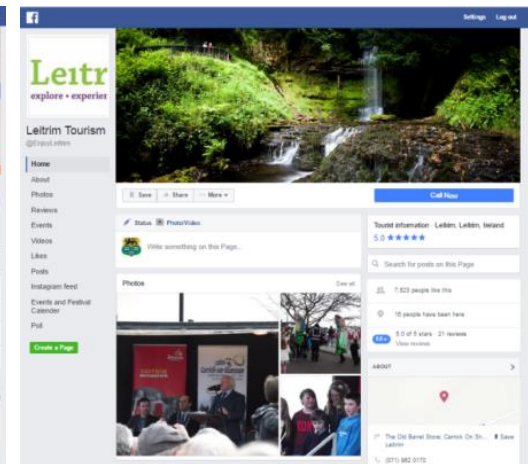 f
Settings Log out
Leitr
explore • experier
Leitrim Tourism
@EnjoyLeitrim
Home
About
Photos
Reviews
Events
Videos
Likes
Posts
Instagram feed
Events and Festival
Calender
Poll
Create a Page
Save Share More
Call Now
Status Photo/Video
Write something on this Page...
Photos
See all
LEITRIM
Tourist information · Leitrim, Leitrim, Ireland
5.0 ★★★★★
Search for posts on this Page
7,823 people like this
16 people have been here
5.0 of 5 stars · 21 reviews
View reviews
ABOUT >
The Old Barrel Store, Carrick On Sh... Save
Leitrim
(071) 962 0170